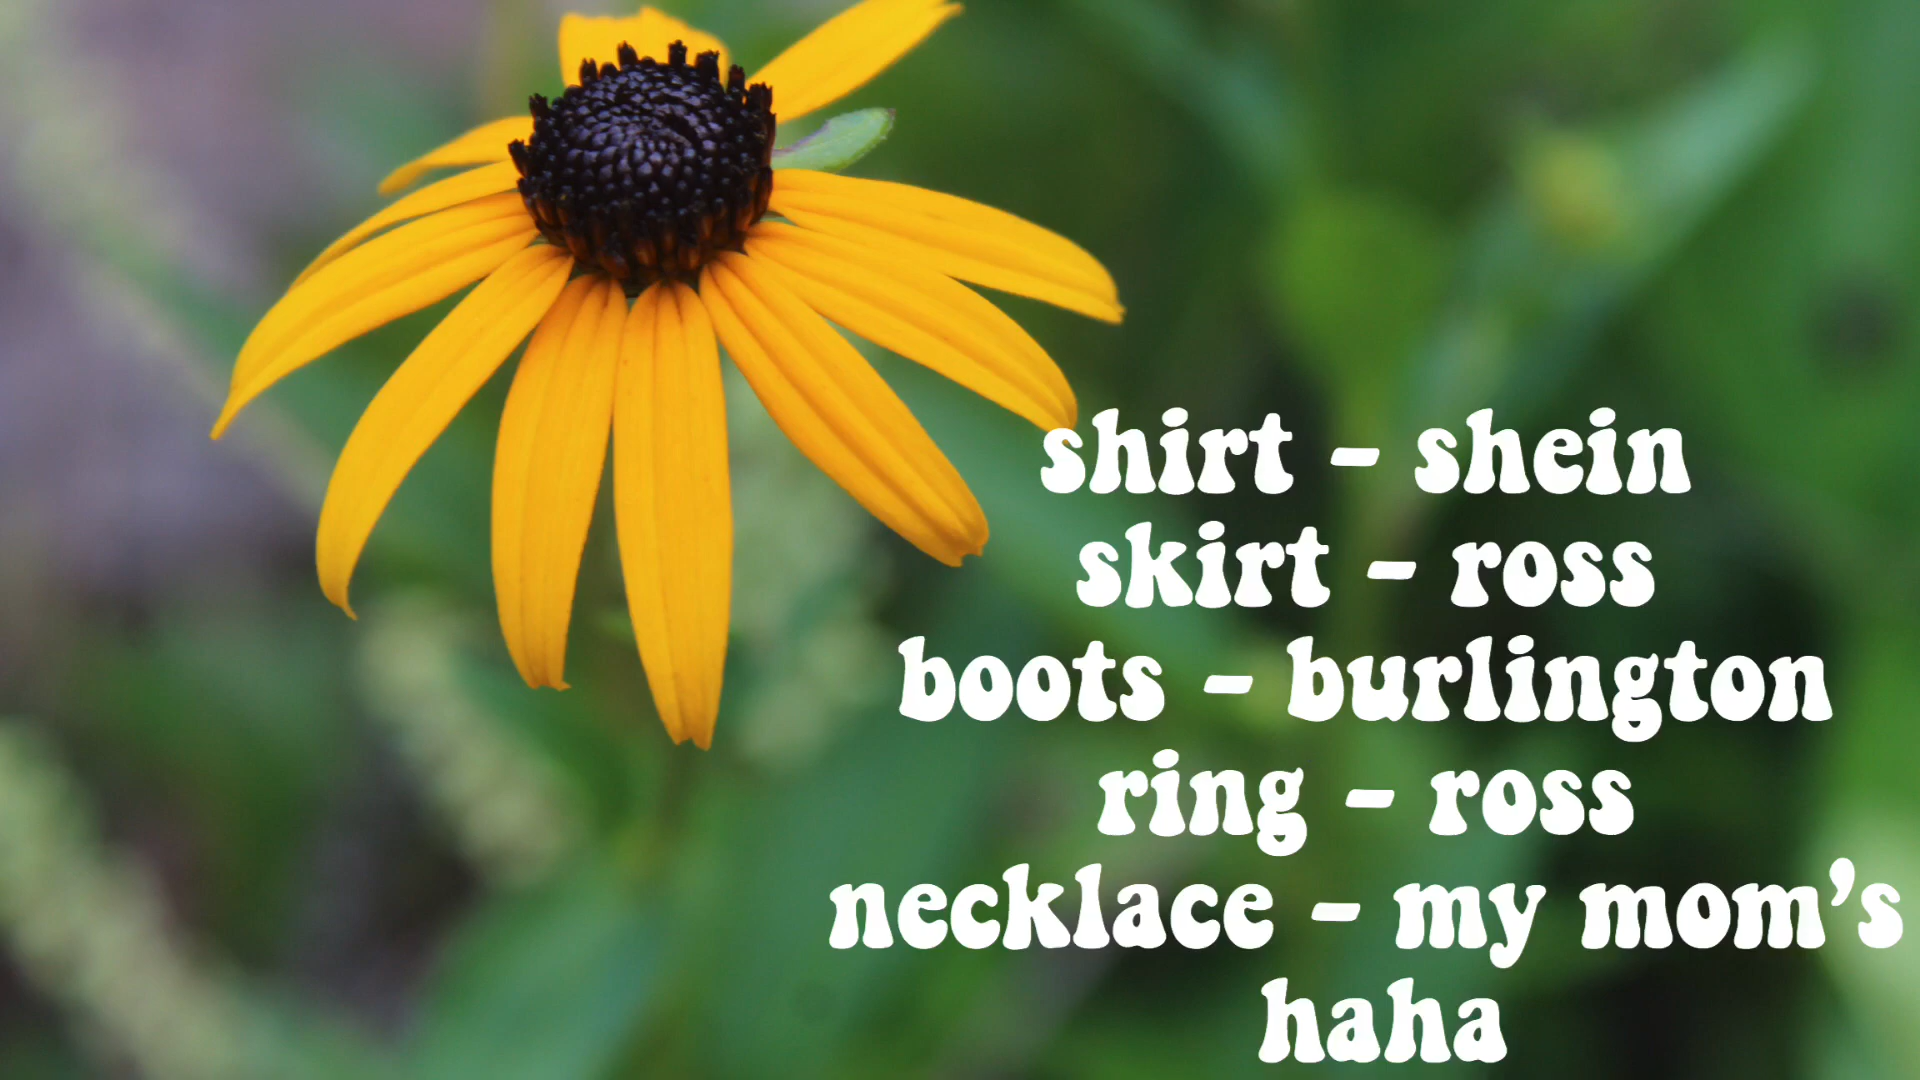 shirt - shein
skirt - ross
boots - burlington
ring - ross
necklace - my mom's
haha